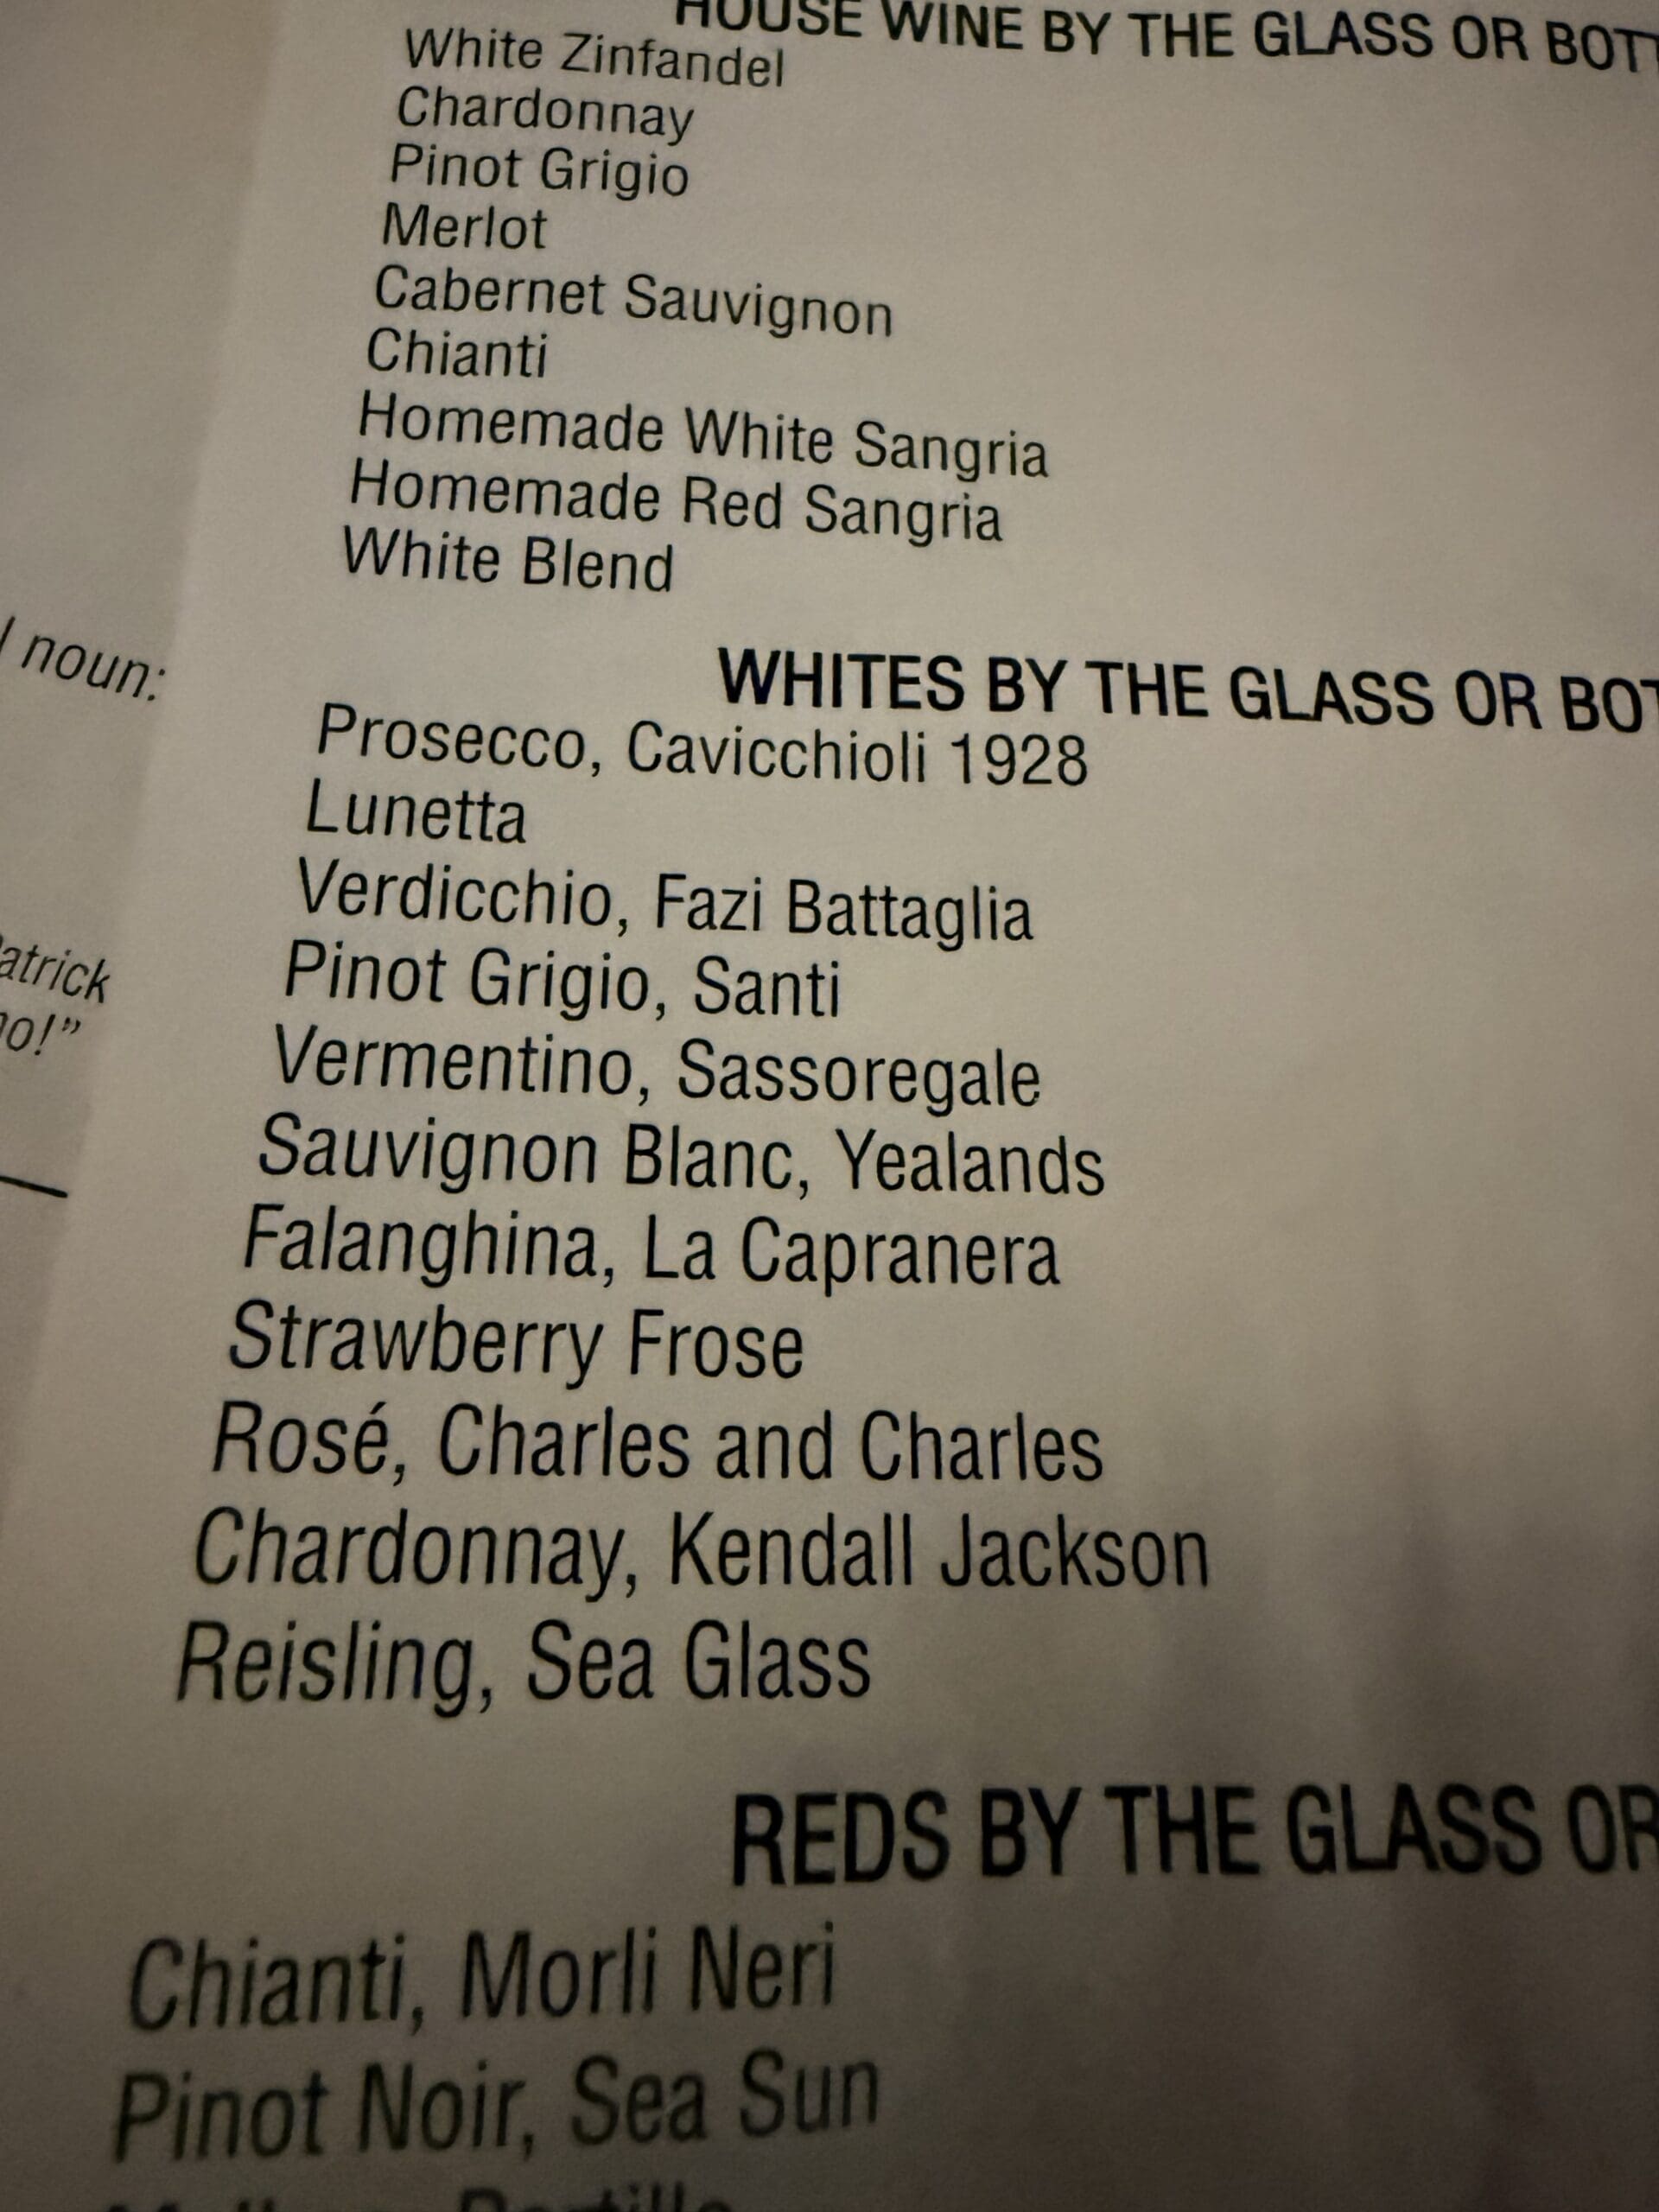 HOUSE WINE BY THE GLASS OR BOTT
White Zinfandel
Chardonnay
Pinot Grigio
Merlot
Cabernet Sauvignon
Chianti
Homemade White Sangria
Homemade Red Sangria
White Blend
noun:
WHITES BY THE GLASS OR BOT
Prosecco, Cavicchioli 1928
Lunetta
Verdicchio, Fazi Battaglia
Pinot Grigio, Santi
atrick
o!”
Vermentino, Sassoregale
Sauvignon Blanc, Yealands
Falanghina, La Capranera
Strawberry Frose
Rosé, Charles and Charles
Chardonnay, Kendall Jackson
Reisling, Sea Glass
REDS BY THE GLASS OR
Chianti, Morli Neri
Pinot Noir, Sea Sun